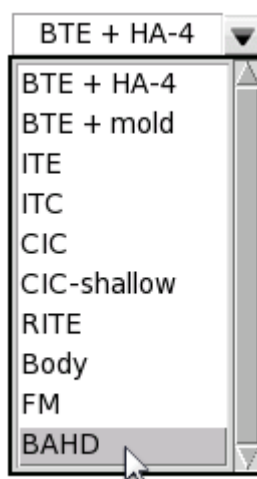 BTE + HA-4
BTE + HA-4
BTE + mold
ITE
ITC
CIC
CIC-shallow
RITE
Body
FM
BAHD